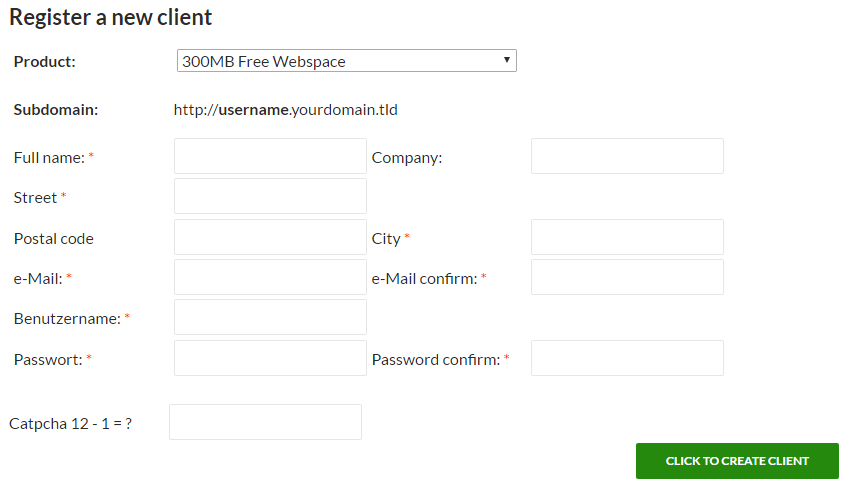 Register a new client
Product: 300MB Free Webspace
Subdomain: http://username.yourdomain.tld
Full name: * Company:
Street *
Postal code City *
e-Mail: * e-Mail confirm: *
Benutzername: *
Passwort: * Password confirm: *
Catpcha 12 - 1 = ?
CLICK TO CREATE CLIENT